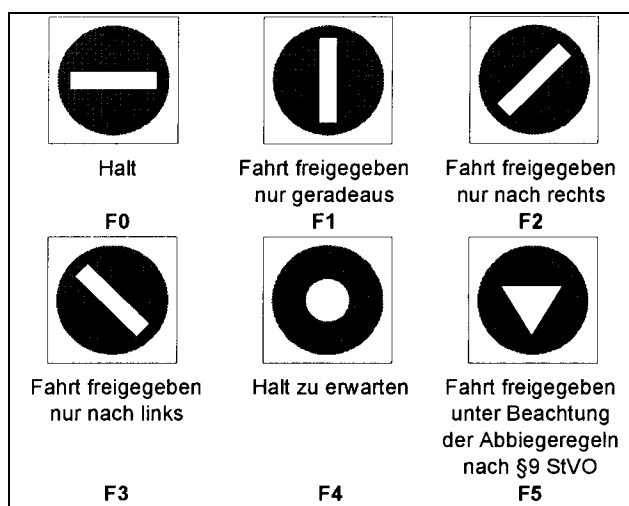 Halt
F0
Fahrt freigegeben
nur geradeaus
F1
Fahrt freigegeben
nur nach rechts
F2
Fahrt freigegeben
nur nach links
F3
Halt zu erwarten
F4
Fahrt freigegeben
unter Beachtung
der Abbiegeregeln
nach §9 StVO
F5